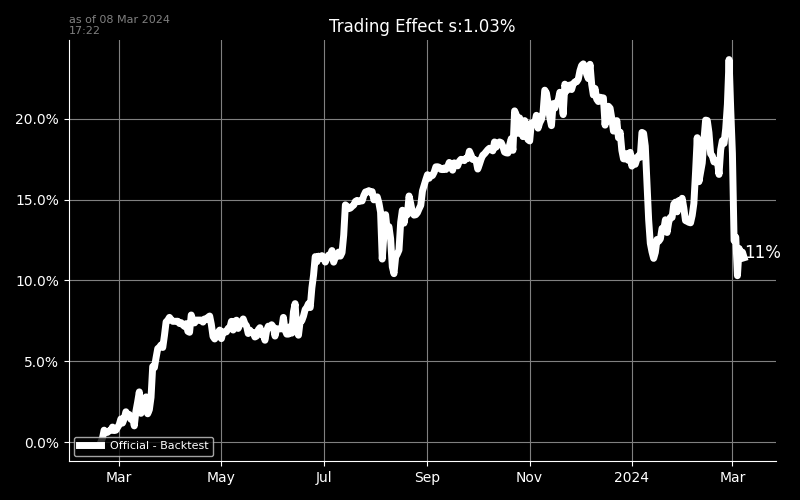 as of 08 Mar 2024
17:22
Trading Effect s:1.03%
20.0%
15.0%
10.0%
5.0%
0.0%
11%
Official - Backtest
Mar May Jul Sep Nov 2024 Mar